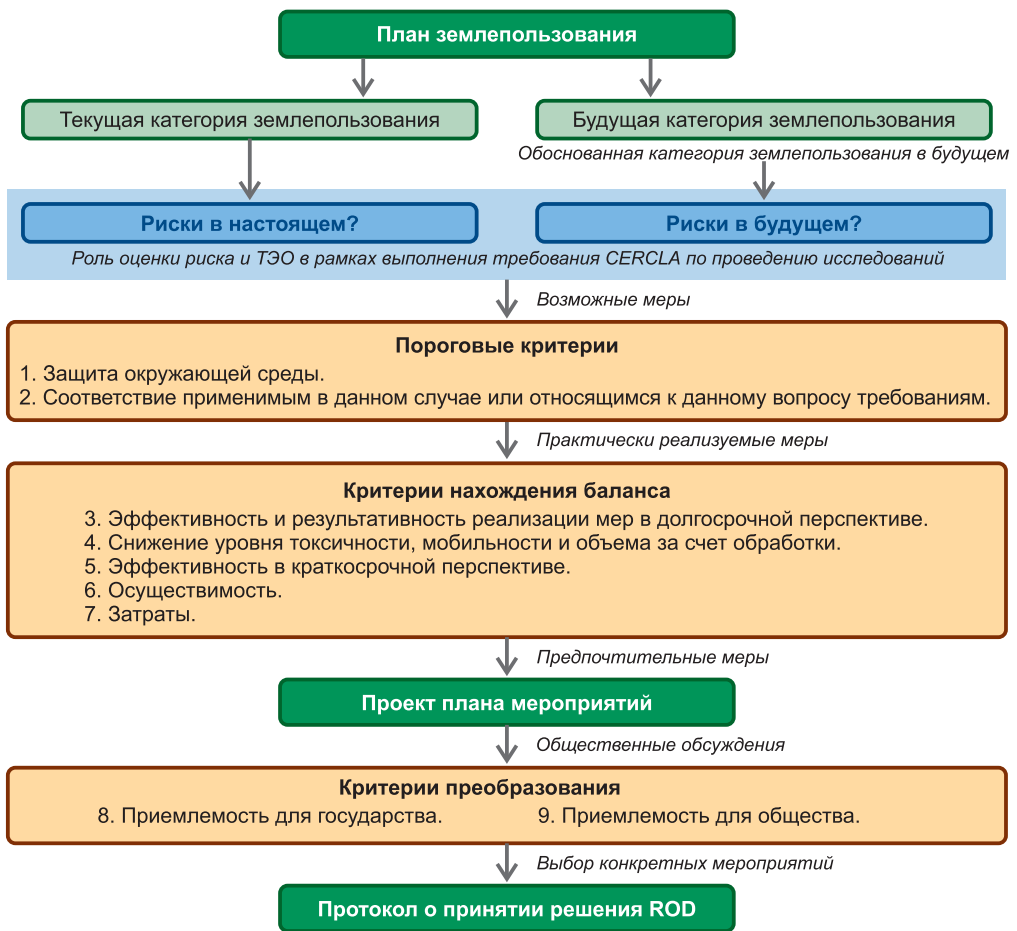 План землепользования
Текущая категория землепользования
Будущая категория землепользования
Обоснованная категория землепользования в будущем
Риски в настоящем?
Риски в будущем?
Роль оценки риска и ТЭО в рамках выполнения требования CERCLA по проведению исследований
Возможные меры
Пороговые критерии
1. Защита окружающей среды.
2. Соответствие применимым в данном случае или относящимся к данному вопросу требованиям.
Практически реализуемые меры
Критерии нахождения баланса
3. Эффективность и результативность реализации мер в долгосрочной перспективе.
4. Снижение уровня токсичности, мобильности и объема за счет обработки.
5. Эффективность в краткосрочной перспективе.
6. Осуществимость.
7. Затраты.
Предпочтительные меры
Проект плана мероприятий
Общественные обсуждения
Критерии преобразования
8. Приемлемость для государства.
9. Приемлемость для общества.
Выбор конкретных мероприятий
Протокол о принятии решения ROD